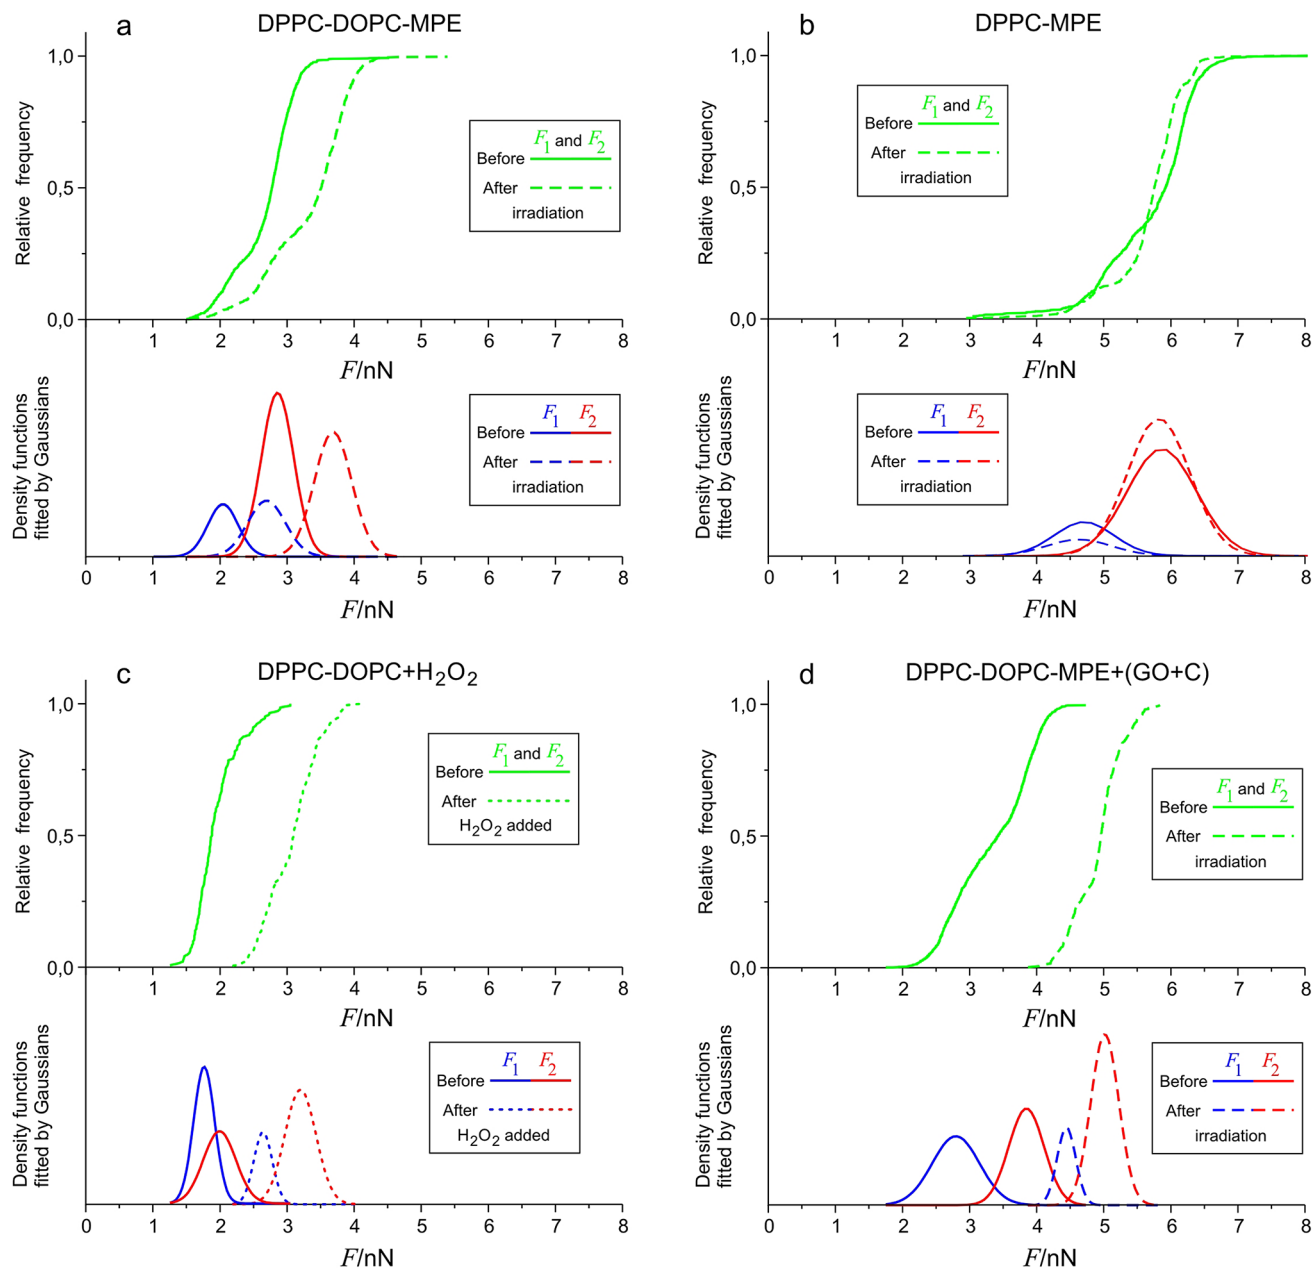 a DPPC-DOPC-MPE
Relative frequency
1,0
0,5
0,0
F1 and F2
Before
After
irradiation
1 2 3 4 5 6 7 8
F/nN
Density functions
fitted by Gaussians
F1 F2
Before
After
irradiation
0 1 2 3 4 5 6 7 8
F/nN
b DPPC-MPE
Relative frequency
1,0
0,5
0,0
F1 and F2
Before
After
irradiation
1 2 3 4 5 6 7 8
F/nN
Density functions
fitted by Gaussians
F1 F2
Before
After
irradiation
0 1 2 3 4 5 6 7 8
F/nN
c DPPC-DOPC+H2O2
Relative frequency
1,0
0,5
0,0
F1 and F2
Before
After
H2O2 added
1 2 3 4 5 6 7 8
F/nN
Density functions
fitted by Gaussians
F1 F2
Before
After
H2O2 added
0 1 2 3 4 5 6 7 8
F/nN
d DPPC-DOPC-MPE+(GO+C)
Relative frequency
1,0
0,5
0,0
F1 and F2
Before
After
irradiation
1 2 3 4 5 6 7 8
F/nN
Density functions
fitted by Gaussians
F1 F2
Before
After
irradiation
0 1 2 3 4 5 6 7 8
F/nN